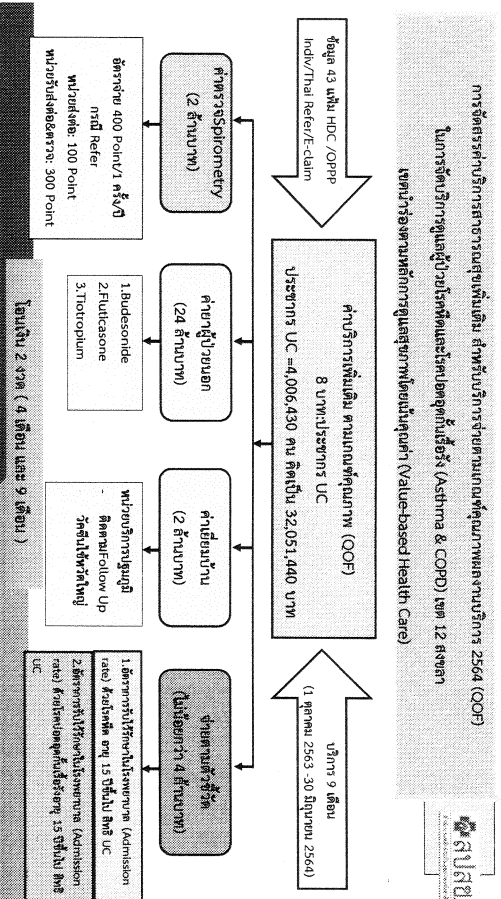 การจัดสรรค่าบริการสาธารณสุขเพิ่มเติม สำหรับบริการจ่ายตามเกณฑ์คุณภาพผลงานบริการ 2564 (QOF)
ในการจัดบริการดูแลผู้ป่วยโรคหืดและโรคปอดอุดกั้นเรื้อรัง (Asthma & COPD) เขต 12 สงขลา
เขตนำร่องตามหลักการดูแลสุขภาพโดยเน้นคุณค่า (Value-based Health Care)
สปสช
ข้อมูล 43 แฟ้ม HDC /OPPP
Indiv/Thai Refer/E-claim
ค่าบริการเพิ่มเติม ตามเกณฑ์คุณภาพ (QOF)
8 บาท:ประชากร UC
ประชากร UC =4,006,430 คน คิดเป็น 32,051,440 บาท
บริการ 9 เดือน
(1 ตุลาคม 2563 -30 มิถุนายน 2564)
ค่าตรวจSpirometry
(2 ล้านบาท)
ค่ายาผู้ป่วยนอก
(24 ล้านบาท)
ค่าเยี่ยมบ้าน
(2 ล้านบาท)
จ่ายตามตัวชี้วัด
(ไม่น้อยกว่า 4 ล้านบาท)
อัตราจ่าย 400 Point/1 ครั้ง/ปี
กรณี Refer
หน่วยส่งต่อ: 100 Point
หน่วยรับส่งต่อ&ตรวจ: 300 Point
1.Budesonide
2.Fluticasone
3.Tiotropium
หน่วยบริการปฐมภูมิ
- ติดตามFollow Up
วัคซีนไข้หวัดใหญ่
1.อัตราการรับไว้รักษาในโรงพยาบาล (Admission
rate) ด้วยโรคหืด อายุ 15 ปีขึ้นไป สิทธิ UC
2.อัตราการรับไว้รักษาในโรงพยาบาล (Admission
rate) ด้วยโรคปอดอุดกั้นเรื้อรังอายุ 15 ปีขึ้นไป สิทธิ
UC
โอนเงิน 2 งวด ( 4 เดือน และ 9 เดือน )